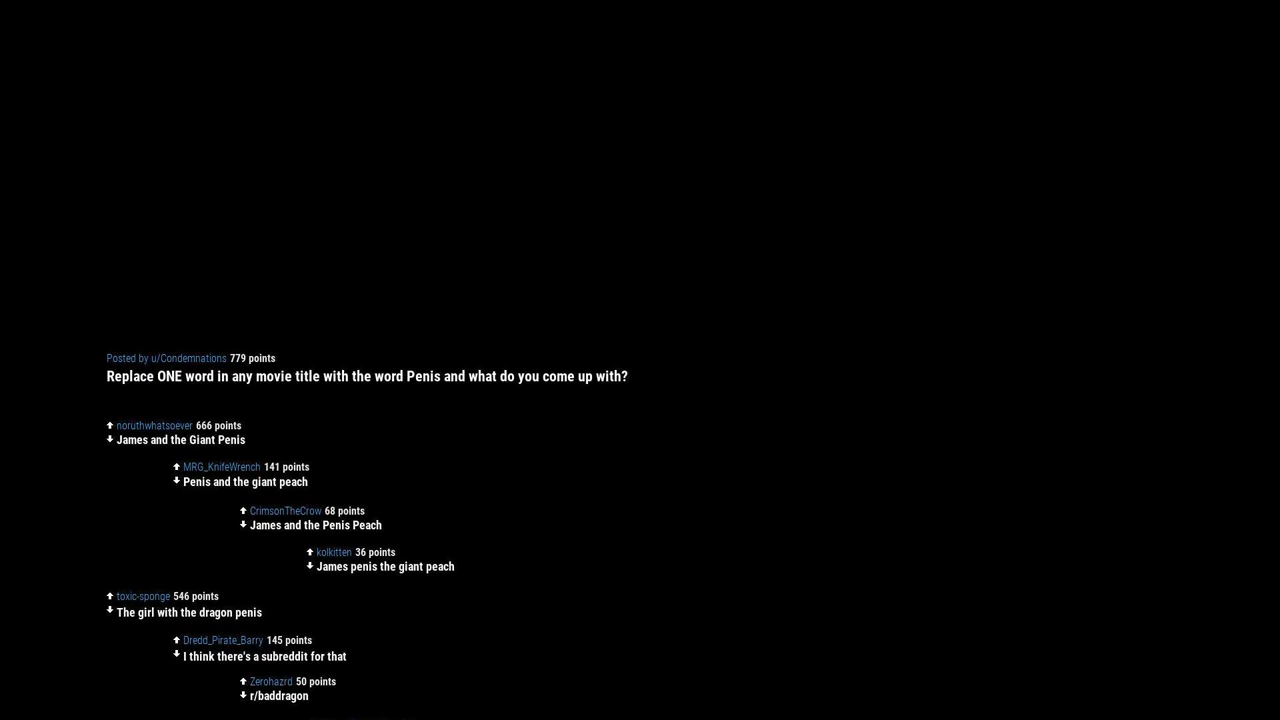 Posted by u/Condemnations 779 points
Replace ONE word in any movie title with the word Penis and what do you come up with?
noruthwhatsoever 666 points
James and the Giant Penis
MRG_KnifeWrench 141 points
Penis and the giant peach
CrimsonTheCrow 68 points
James and the Penis Peach
kolkitten 36 points
James penis the giant peach
toxic-sponge 546 points
The girl with the dragon penis
Dredd_Pirate_Barry 145 points
I think there's a subreddit for that
Zerohazrd 50 points
r/baddragon